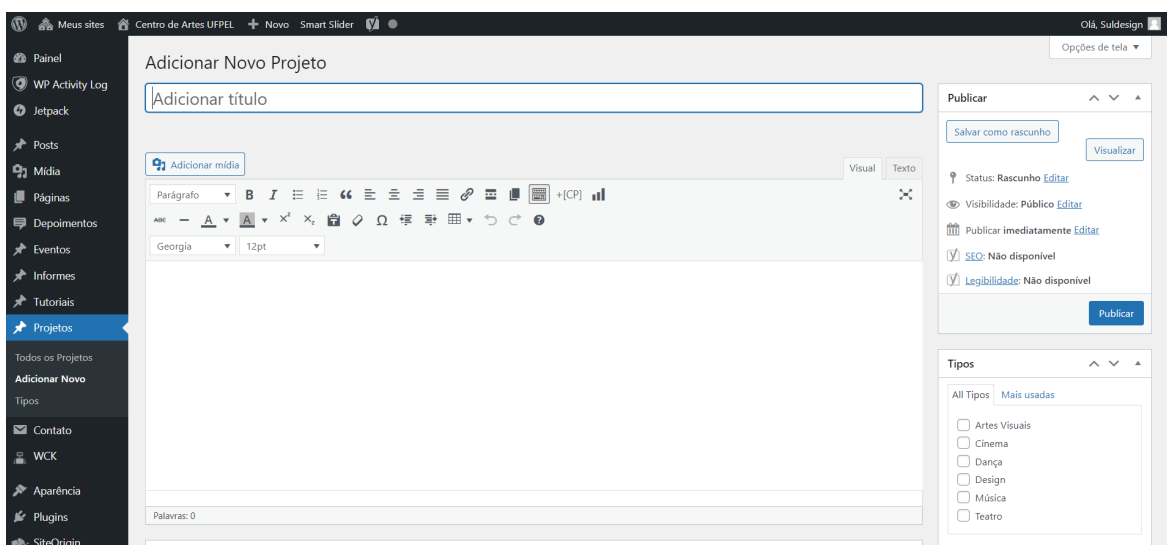 Meus sites Centro de Artes UFPEL + Novo Smart Slider Olá, Suldesign
Opções de tela ▼
Painel
WP Activity Log
Jetpack
Posts
Mídia
Páginas
Depoimentos
Eventos
Informes
Tutoriais
Projetos
Todos os Projetos
Adicionar Novo
Tipos
Contato
WCK
Aparência
Plugins
SiteOrigin
Adicionar Novo Projeto
Adicionar título
Adicionar mídia
Visual Texto
Parágrafo B I +[CP]
ABC A A x² X₂ Ω
Georgia 12pt
Palavras: 0
Publicar
Salvar como rascunho
Visualizar
Status: Rascunho Editar
Visibilidade: Público Editar
Publicar imediatamente Editar
SEO: Não disponível
Legibilidade: Não disponível
Publicar
Tipos
All Tipos Mais usadas
Artes Visuais
Cinema
Dança
Design
Música
Teatro